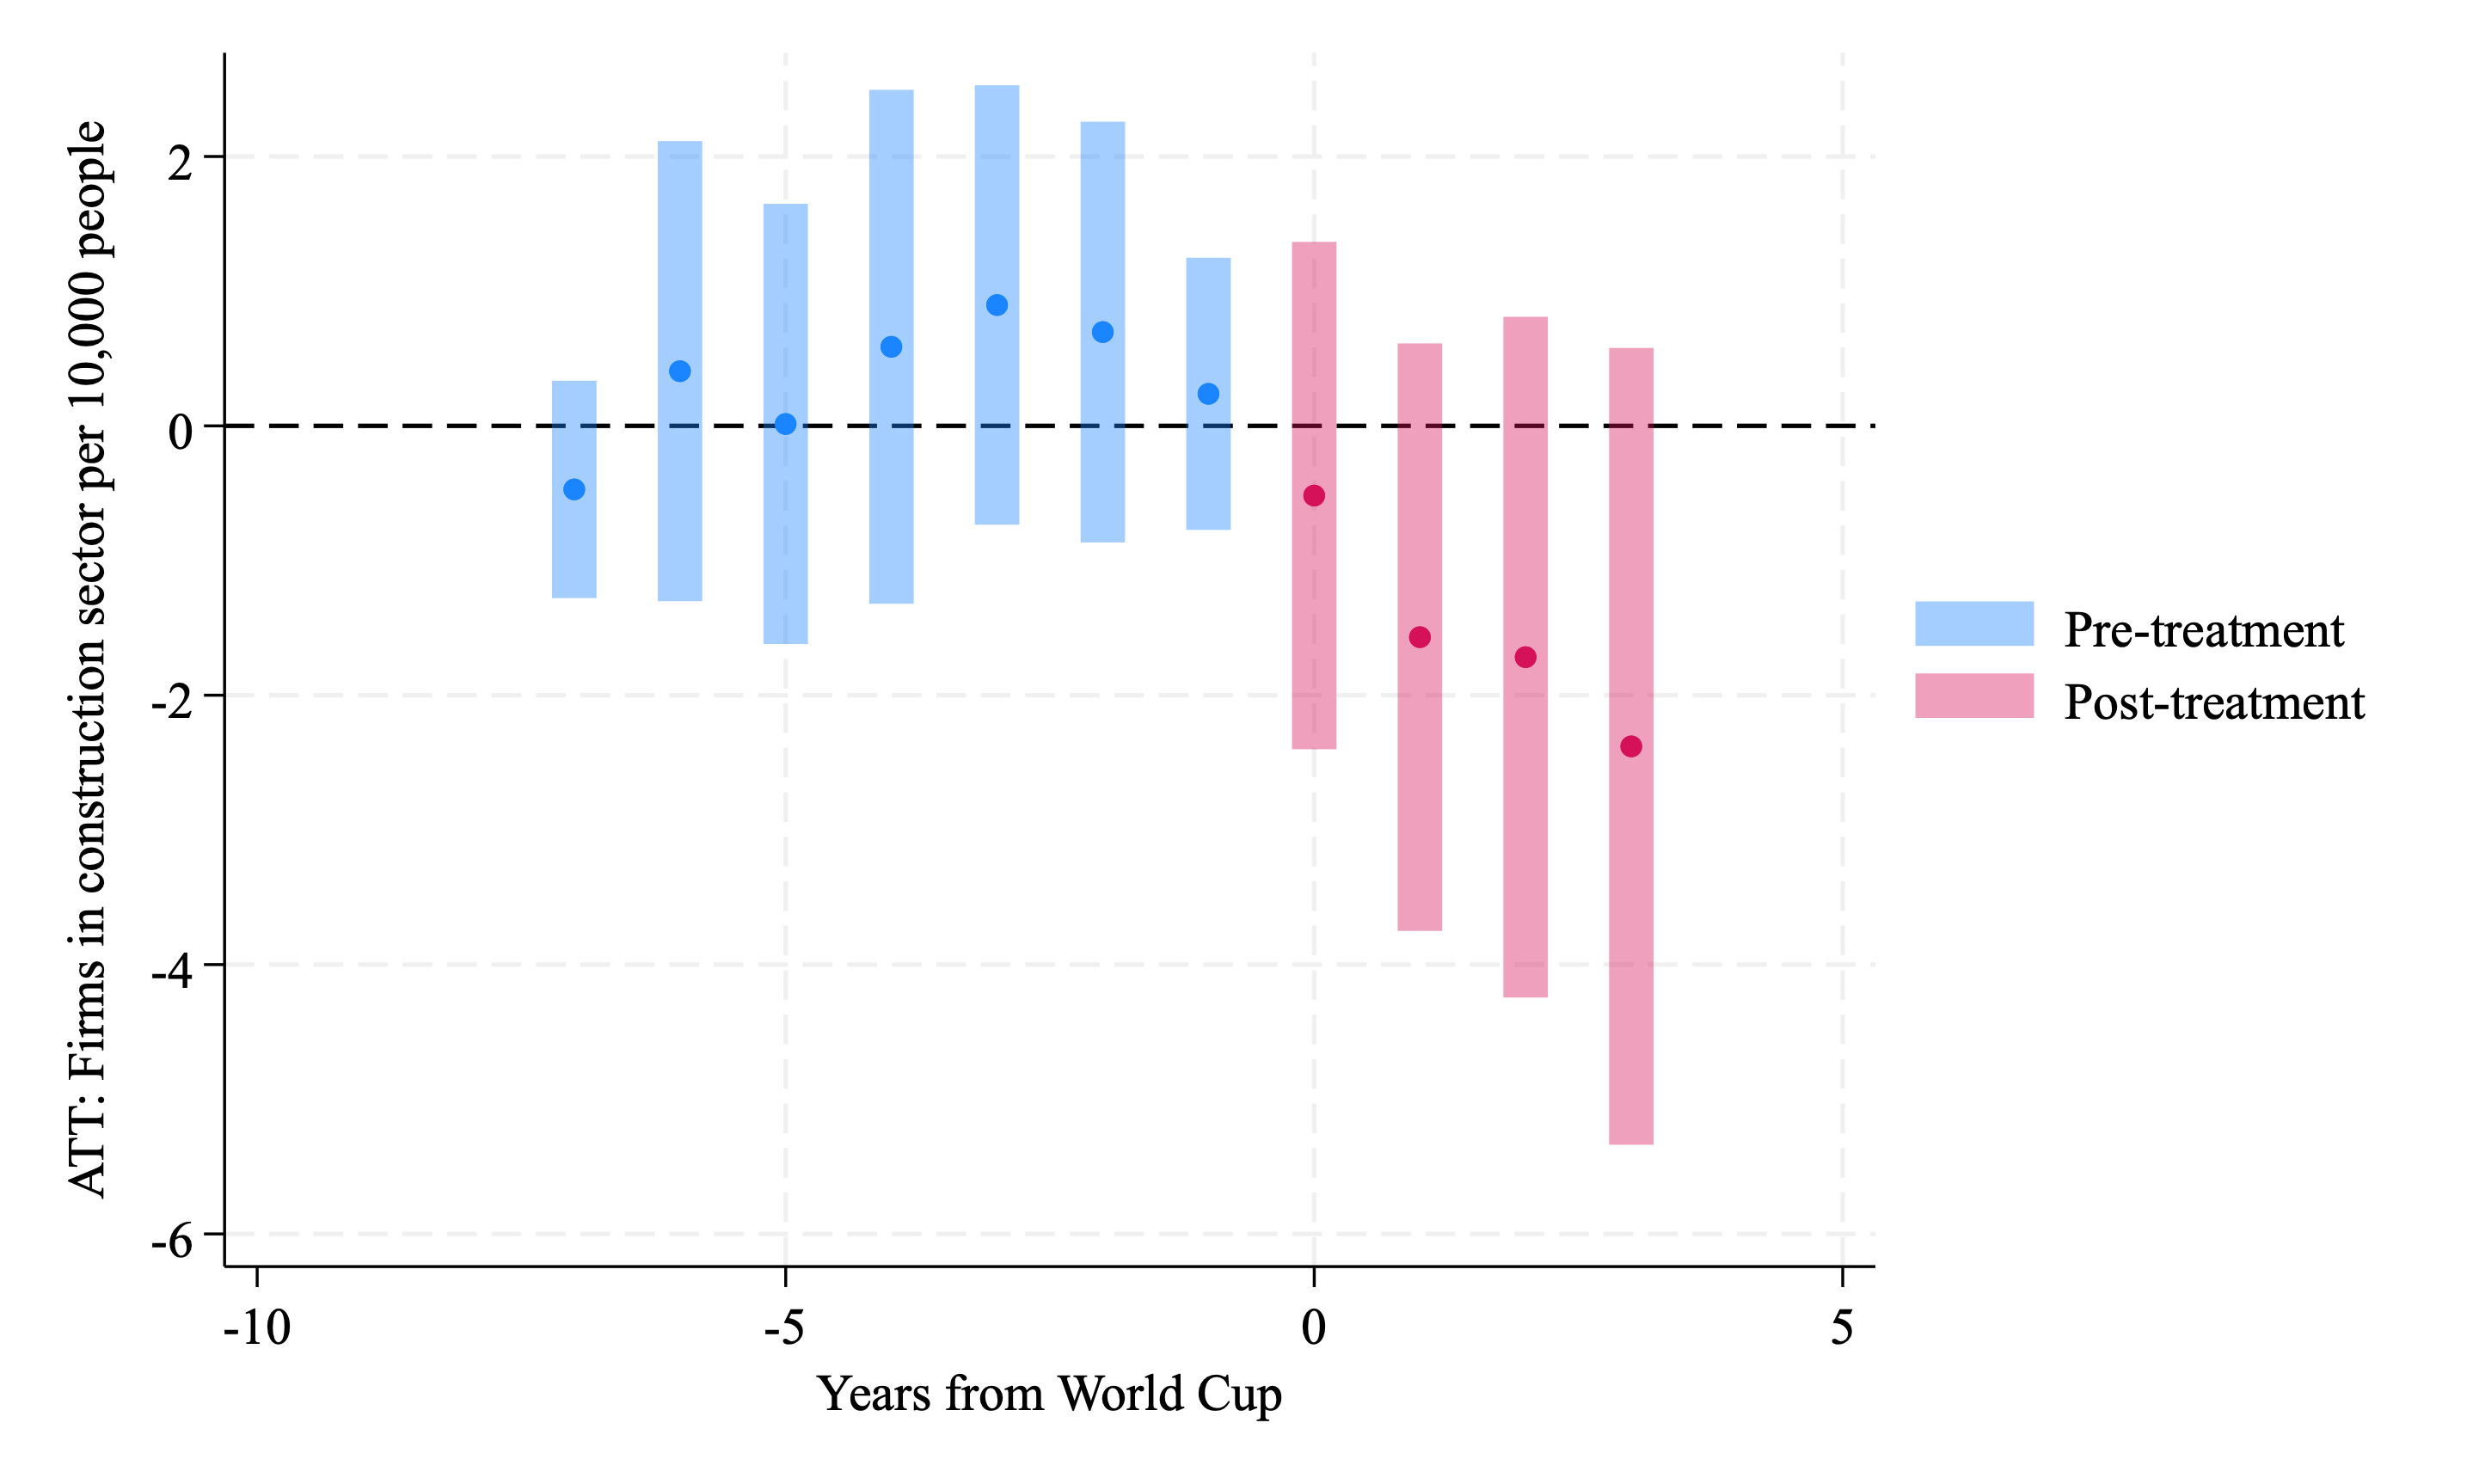 ATT: Firms in construction sector per 10,000 people
2
0
-2
-4
-6
-10
-5
0
5
Years from World Cup
Pre-treatment
Post-treatment